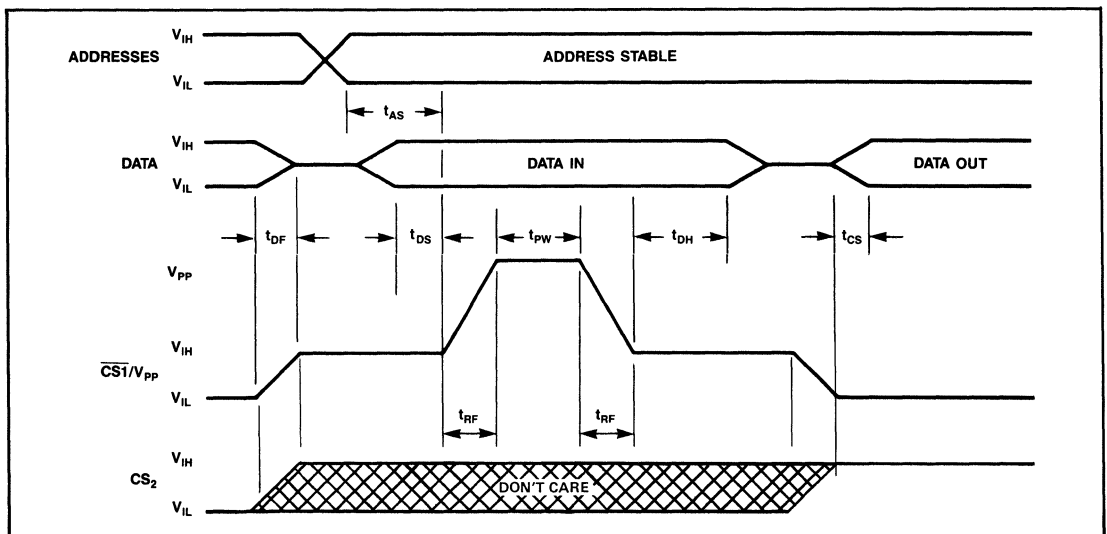 V_IH
ADDRESSES ADDRESS STABLE
V_IL
t_AS
V_IH
DATA DATA IN DATA OUT
V_IL
t_DF t_DS t_PW t_DH t_CS
V_PP
V_IH
C̅S̅1̅/V_PP
V_IL
t_RF t_RF
V_IH
CS_2 DON'T CARE
V_IL